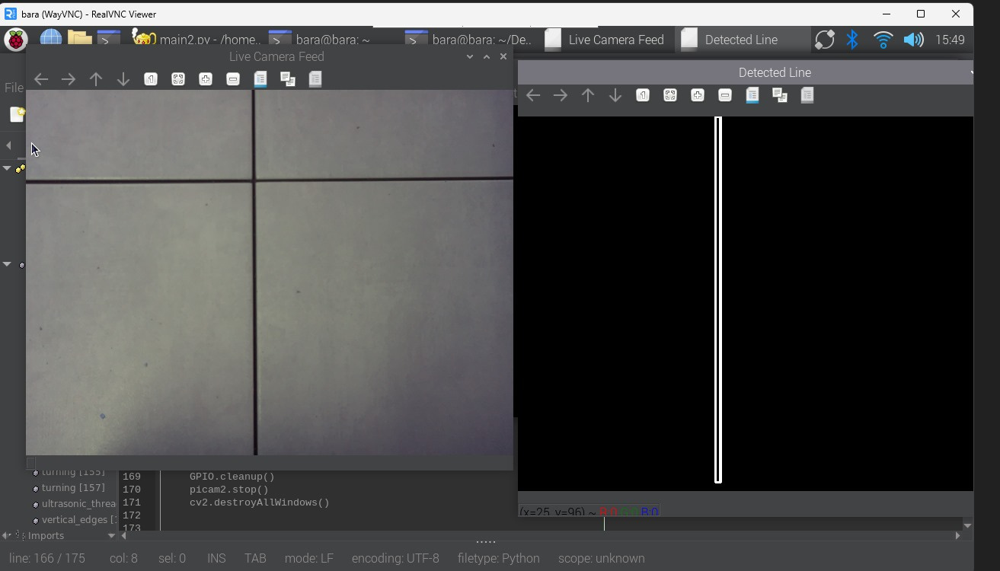 bara (WayVNC) - RealVNC Viewer
main2.py - /home..
bara@bara: ~
bara@bara: ~/De..
Live Camera Feed
Detected Line
15:49
Live Camera Feed
Detected Line
File
(x=25, y=96) ~ R:0 G:0 B:0
turning [155]
169 GPIO.cleanup()
turning [157]
170 picam2.stop()
ultrasonic_threa
171 cv2.destroyAllWindows()
vertical_edges [
172
Imports
173
line: 166 / 175
col: 8
sel: 0
INS
TAB
mode: LF
encoding: UTF-8
filetype: Python
scope: unknown